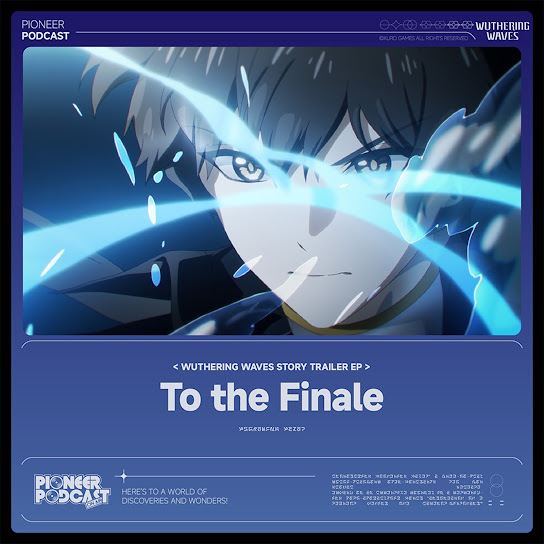 PIONEER
PODCAST
WUTHERING
WAVES
©KURO GAMES ALL RIGHTS RESERVED
< WUTHERING WAVES STORY TRAILER EP >
To the Finale
PIONEER
PODCAST
HERE'S TO A WORLD OF
DISCOVERIES AND WONDERS!